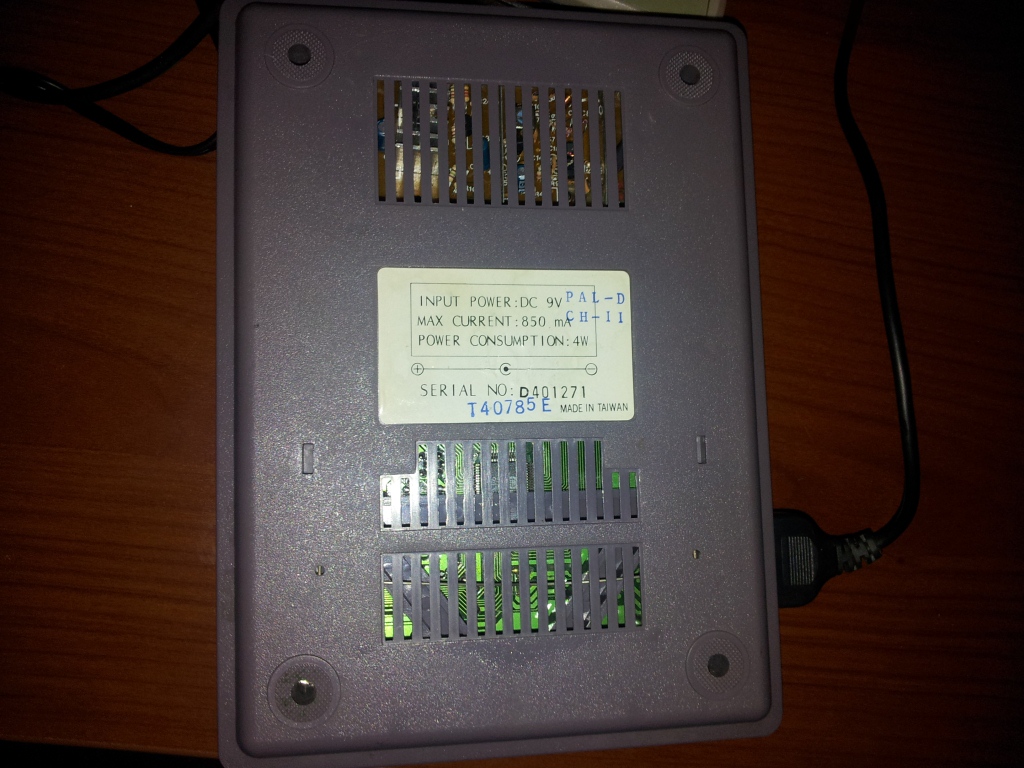 INPUT POWER:DC 9V PAL-D
MAX CURRENT:850 mA CH-II
POWER CONSUMPTION:4W
SERIAL NO: D401271
T40785E MADE IN TAIWAN